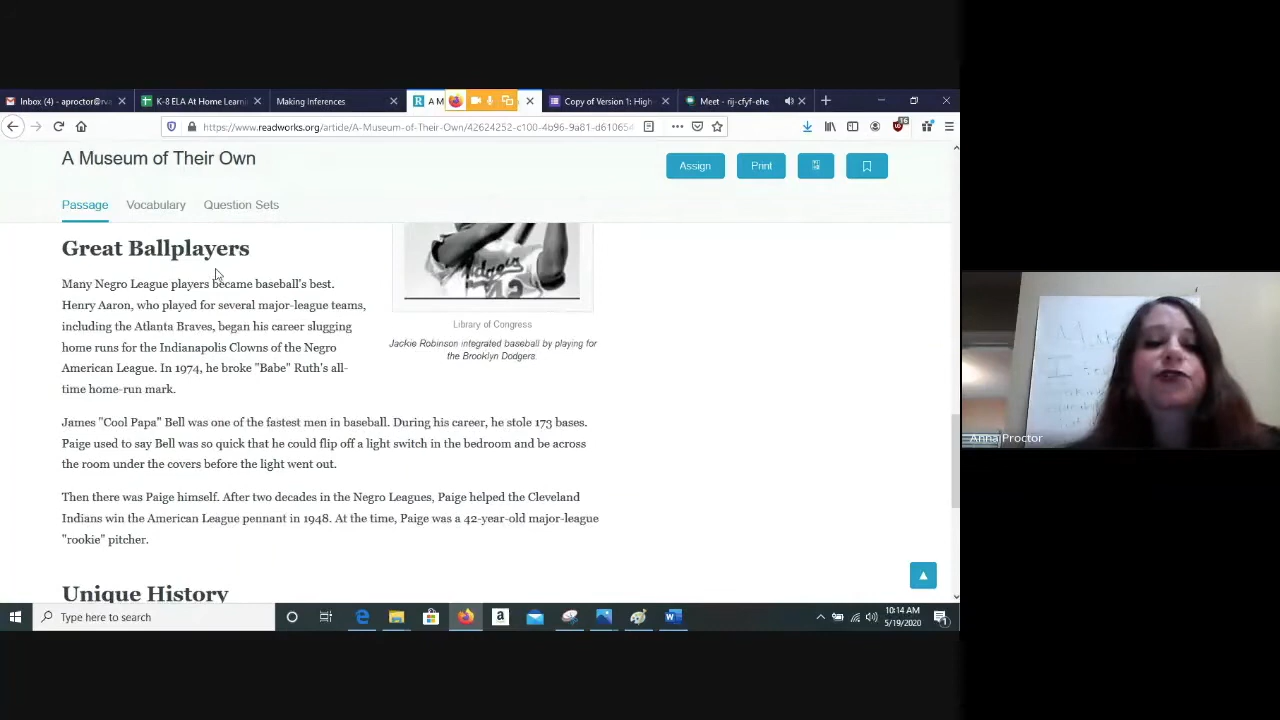 Inbox (4) - aproctor@rva
K-8 ELA At Home Learni
Making Inferences
A M
Copy of Version 1: High
Meet - rij-cfyf-ehe
https://www.readworks.org/article/A-Museum-of-Their-Own/42624252-c100-4b96-9a81-d61065
A Museum of Their Own
Assign
Print
Passage
Vocabulary
Question Sets
Great Ballplayers
Dodgers
42
Library of Congress
Jackie Robinson integrated baseball by playing for
the Brooklyn Dodgers.
Many Negro League players became baseball's best.
Henry Aaron, who played for several major-league teams,
including the Atlanta Braves, began his career slugging
home runs for the Indianapolis Clowns of the Negro
American League. In 1974, he broke "Babe" Ruth's all-
time home-run mark.
James "Cool Papa" Bell was one of the fastest men in baseball. During his career, he stole 173 bases.
Paige used to say Bell was so quick that he could flip off a light switch in the bedroom and be across
the room under the covers before the light went out.
Then there was Paige himself. After two decades in the Negro Leagues, Paige helped the Cleveland
Indians win the American League pennant in 1948. At the time, Paige was a 42-year-old major-league
"rookie" pitcher.
Unique History
Type here to search
10:14 AM
5/19/2020
Anna Proctor